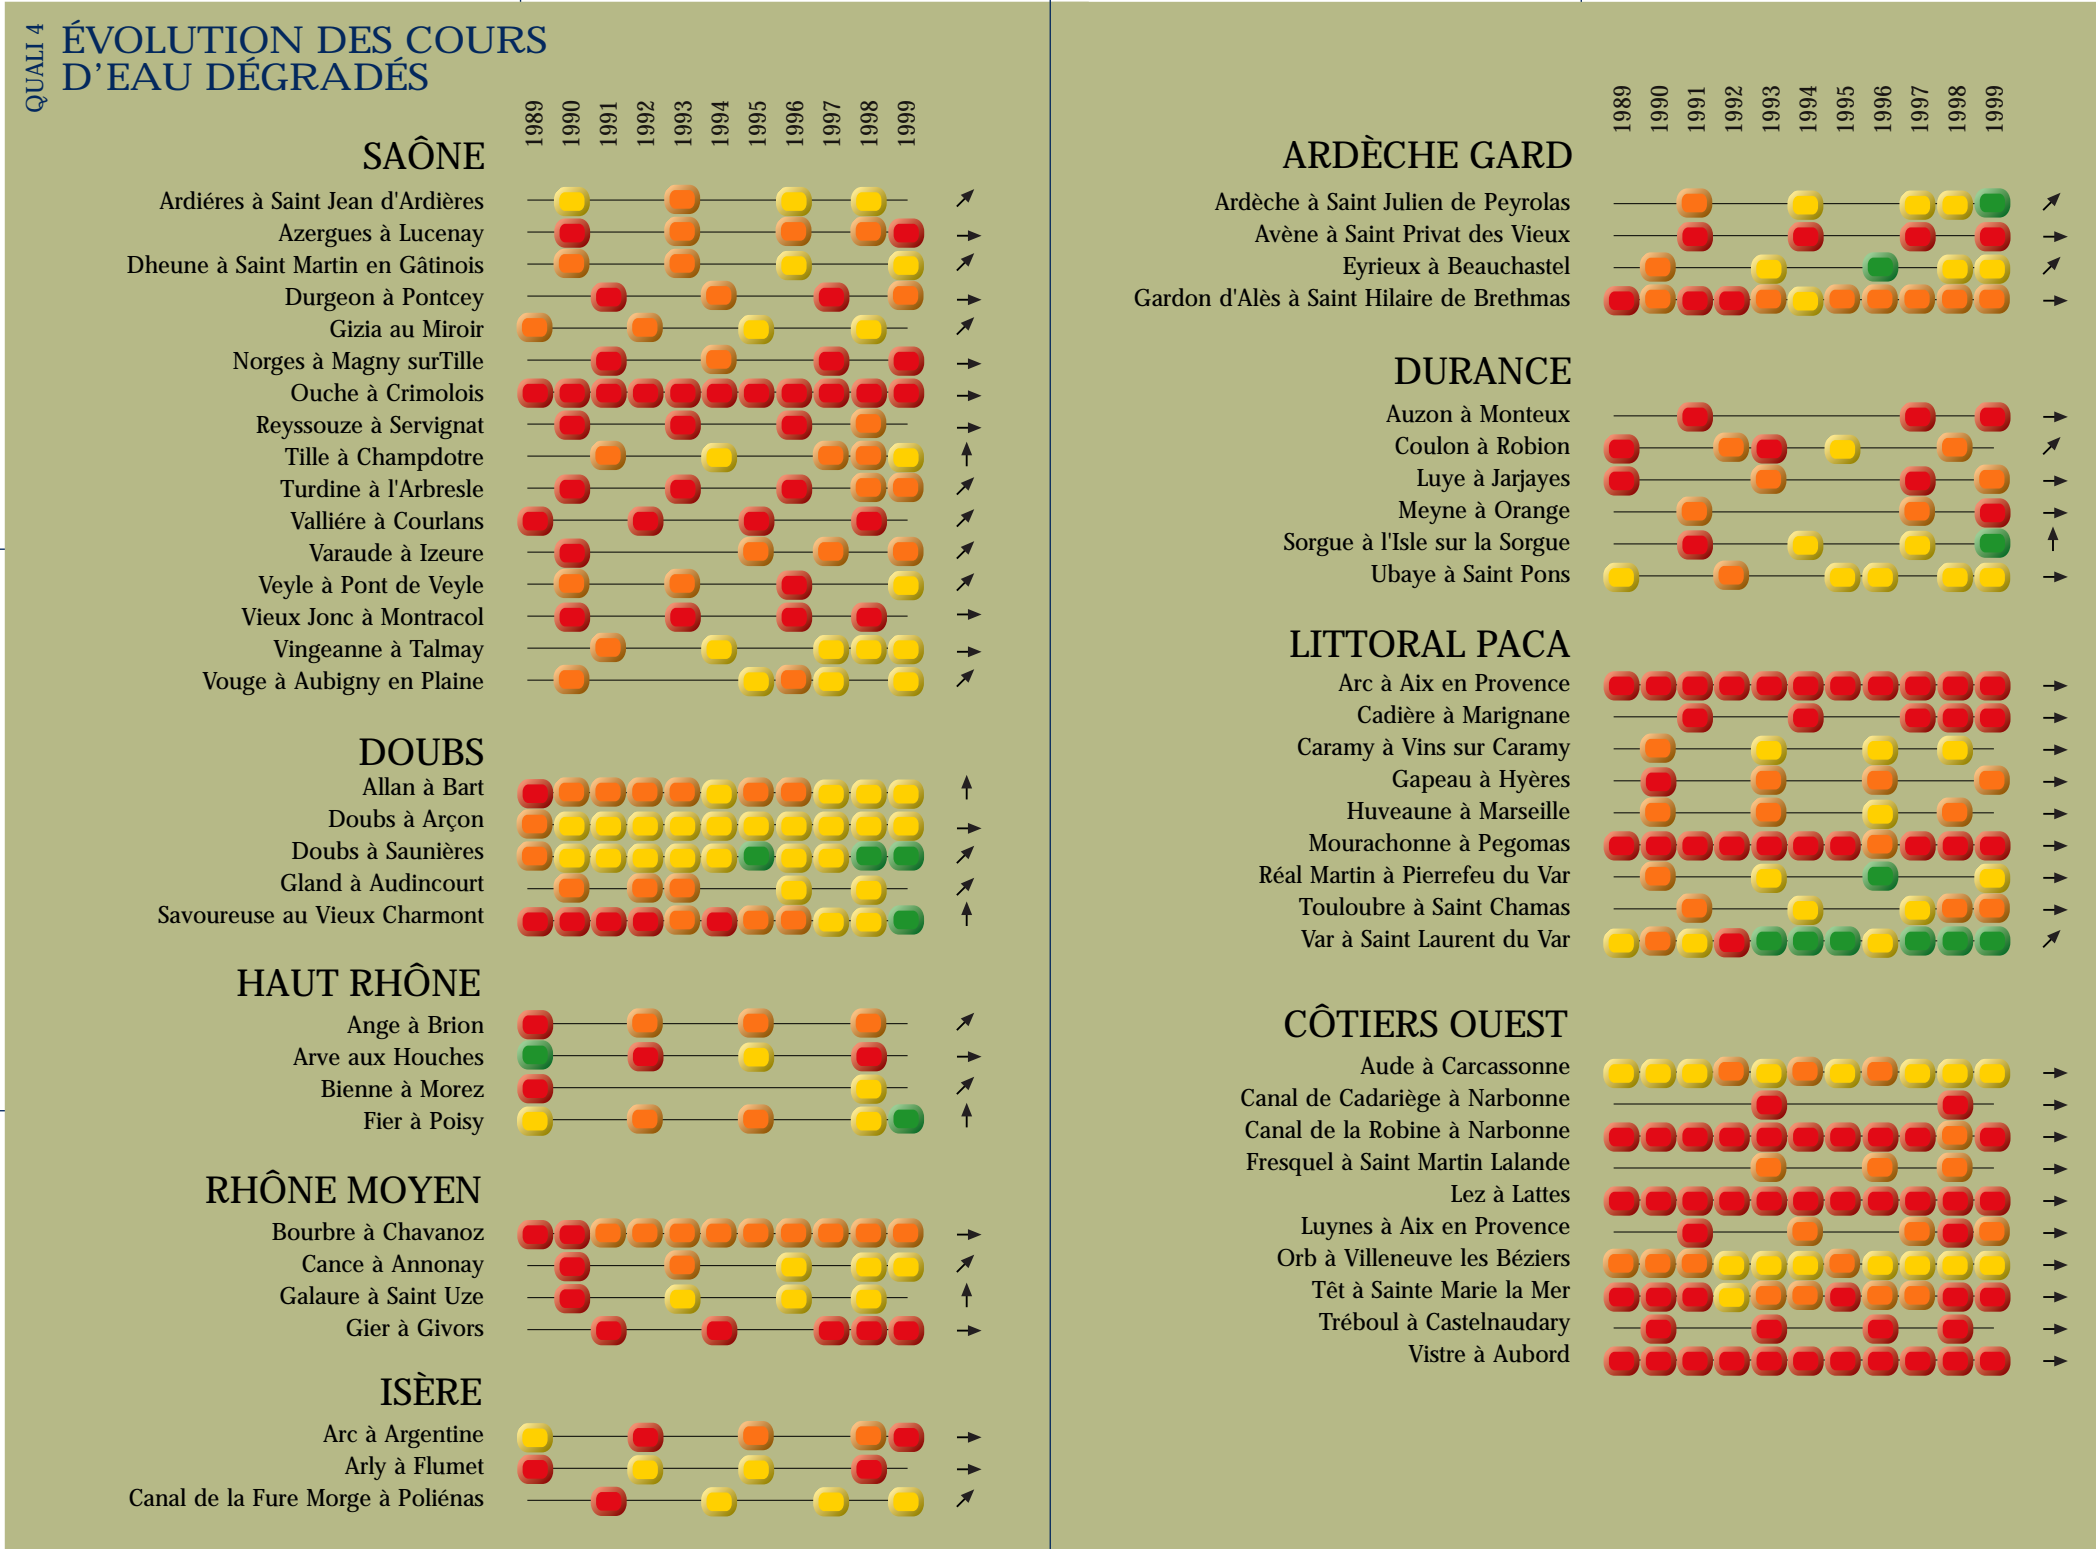 QUALI 4
ÉVOLUTION DES COURS
D'EAU DÉGRADÉS
1989 1990 1991 1992 1993 1994 1995 1996 1997 1998 1999
SAÔNE
Ardiéres à Saint Jean d'Ardières
Azergues à Lucenay
Dheune à Saint Martin en Gâtinois
Durgeon à Pontcey
Gizia au Miroir
Norges à Magny surTille
Ouche à Crimolois
Reyssouze à Servignat
Tille à Champdotre
Turdine à l'Arbresle
Valliére à Courlans
Varaude à Izeure
Veyle à Pont de Veyle
Vieux Jonc à Montracol
Vingeanne à Talmay
Vouge à Aubigny en Plaine
DOUBS
Allan à Bart
Doubs à Arçon
Doubs à Saunières
Gland à Audincourt
Savoureuse au Vieux Charmont
HAUT RHÔNE
Ange à Brion
Arve aux Houches
Bienne à Morez
Fier à Poisy
RHÔNE MOYEN
Bourbre à Chavanoz
Cance à Annonay
Galaure à Saint Uze
Gier à Givors
ISÈRE
Arc à Argentine
Arly à Flumet
Canal de la Fure Morge à Poliénas
1989 1990 1991 1992 1993 1994 1995 1996 1997 1998 1999
ARDÈCHE GARD
Ardèche à Saint Julien de Peyrolas
Avène à Saint Privat des Vieux
Eyrieux à Beauchastel
Gardon d'Alès à Saint Hilaire de Brethmas
DURANCE
Auzon à Monteux
Coulon à Robion
Luye à Jarjayes
Meyne à Orange
Sorgue à l'Isle sur la Sorgue
Ubaye à Saint Pons
LITTORAL PACA
Arc à Aix en Provence
Cadière à Marignane
Caramy à Vins sur Caramy
Gapeau à Hyères
Huveaune à Marseille
Mourachonne à Pegomas
Réal Martin à Pierrefeu du Var
Touloubre à Saint Chamas
Var à Saint Laurent du Var
CÔTIERS OUEST
Aude à Carcassonne
Canal de Cadariège à Narbonne
Canal de la Robine à Narbonne
Fresquel à Saint Martin Lalande
Lez à Lattes
Luynes à Aix en Provence
Orb à Villeneuve les Béziers
Têt à Sainte Marie la Mer
Tréboul à Castelnaudary
Vistre à Aubord